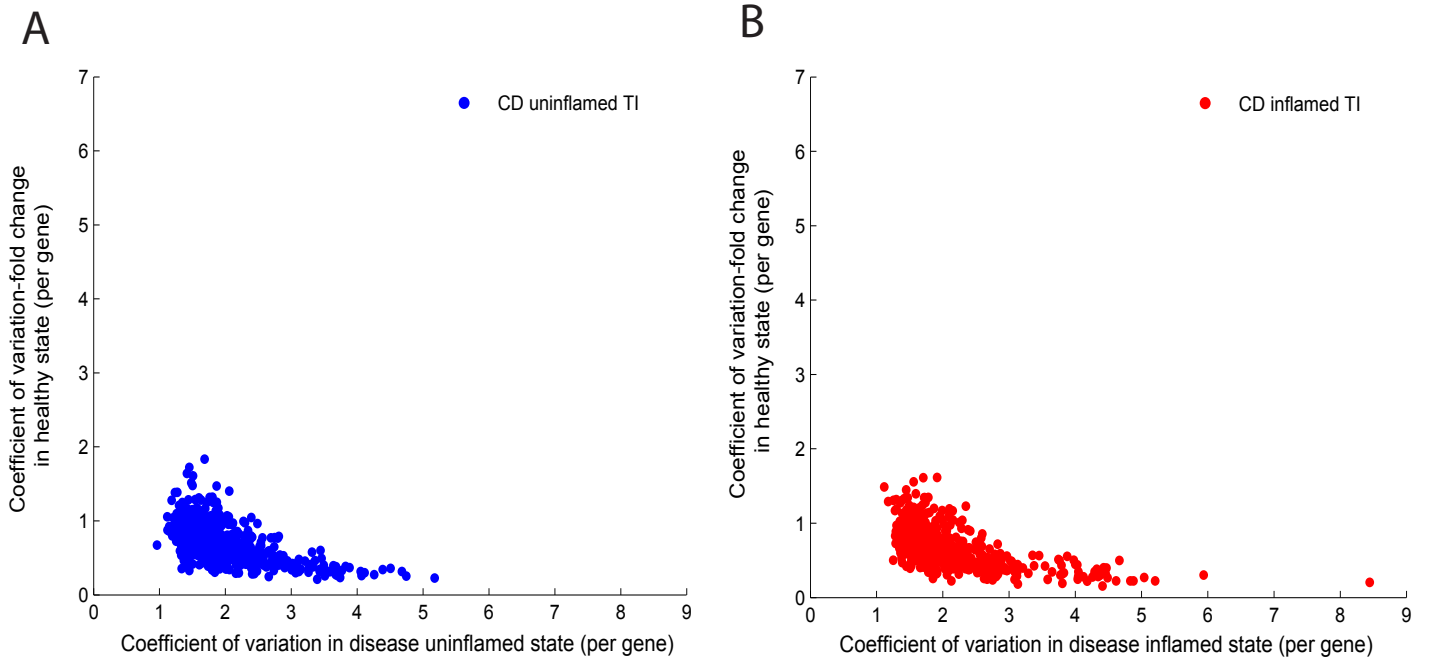 A
7
6
5
4
3
2
1
0
0 1 2 3 4 5 6 7 8 9
Coefficient of variation-fold change
in healthy state (per gene)
CD uninflamed TI
Coefficient of variation in disease uninflamed state (per gene)
B
7
6
5
4
3
2
1
0
0 1 2 3 4 5 6 7 8 9
Coefficient of variation-fold change
in healthy state (per gene)
CD inflamed TI
Coefficient of variation in disease inflamed state (per gene)